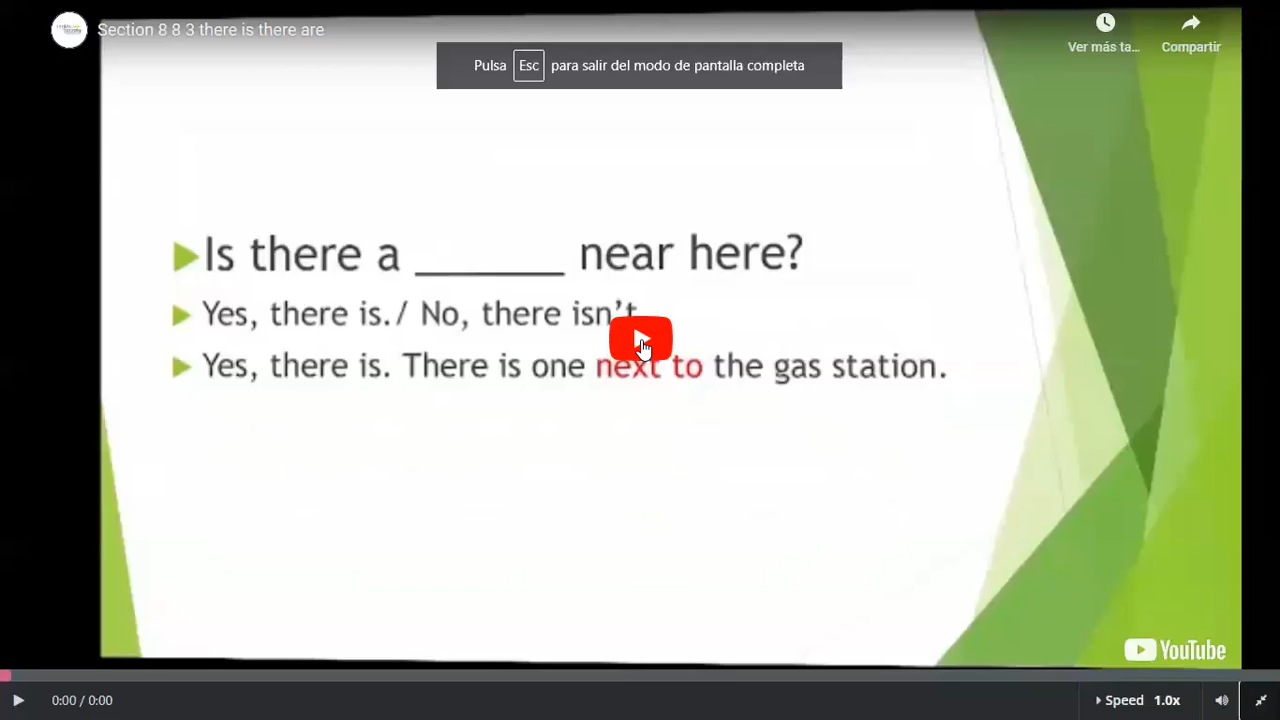 Section 8 8 3 there is there are
Ver más ta...
Compartir
Pulsa Esc para salir del modo de pantalla completa
Is there a ______ near here?
Yes, there is./ No, there isn't
Yes, there is. There is one next to the gas station.
YouTube
0:00 / 0:00
Speed 1.0x